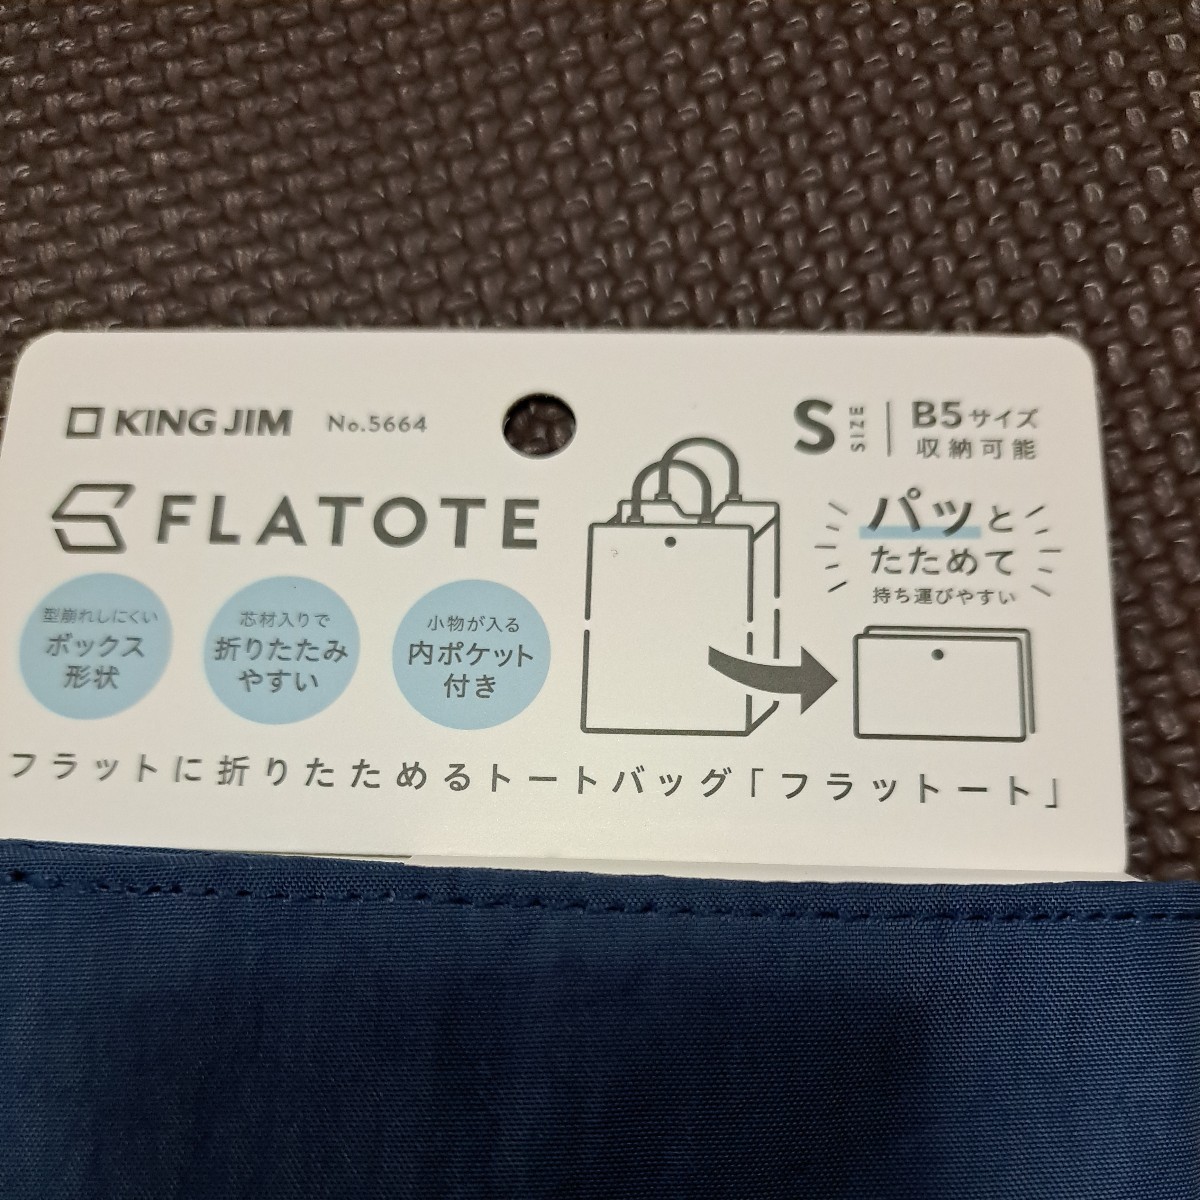 KING JIM No.5664
S SIZE
B5サイズ
収納可能
FLATOTE
パッと
たためて
持ち運びやすい
型崩れしにくい
ボックス
形状
芯材入りで
折りたたみ
やすい
小物が入る
内ポケット
付き
フラットに折りたためるトートバッグ「フラットート」